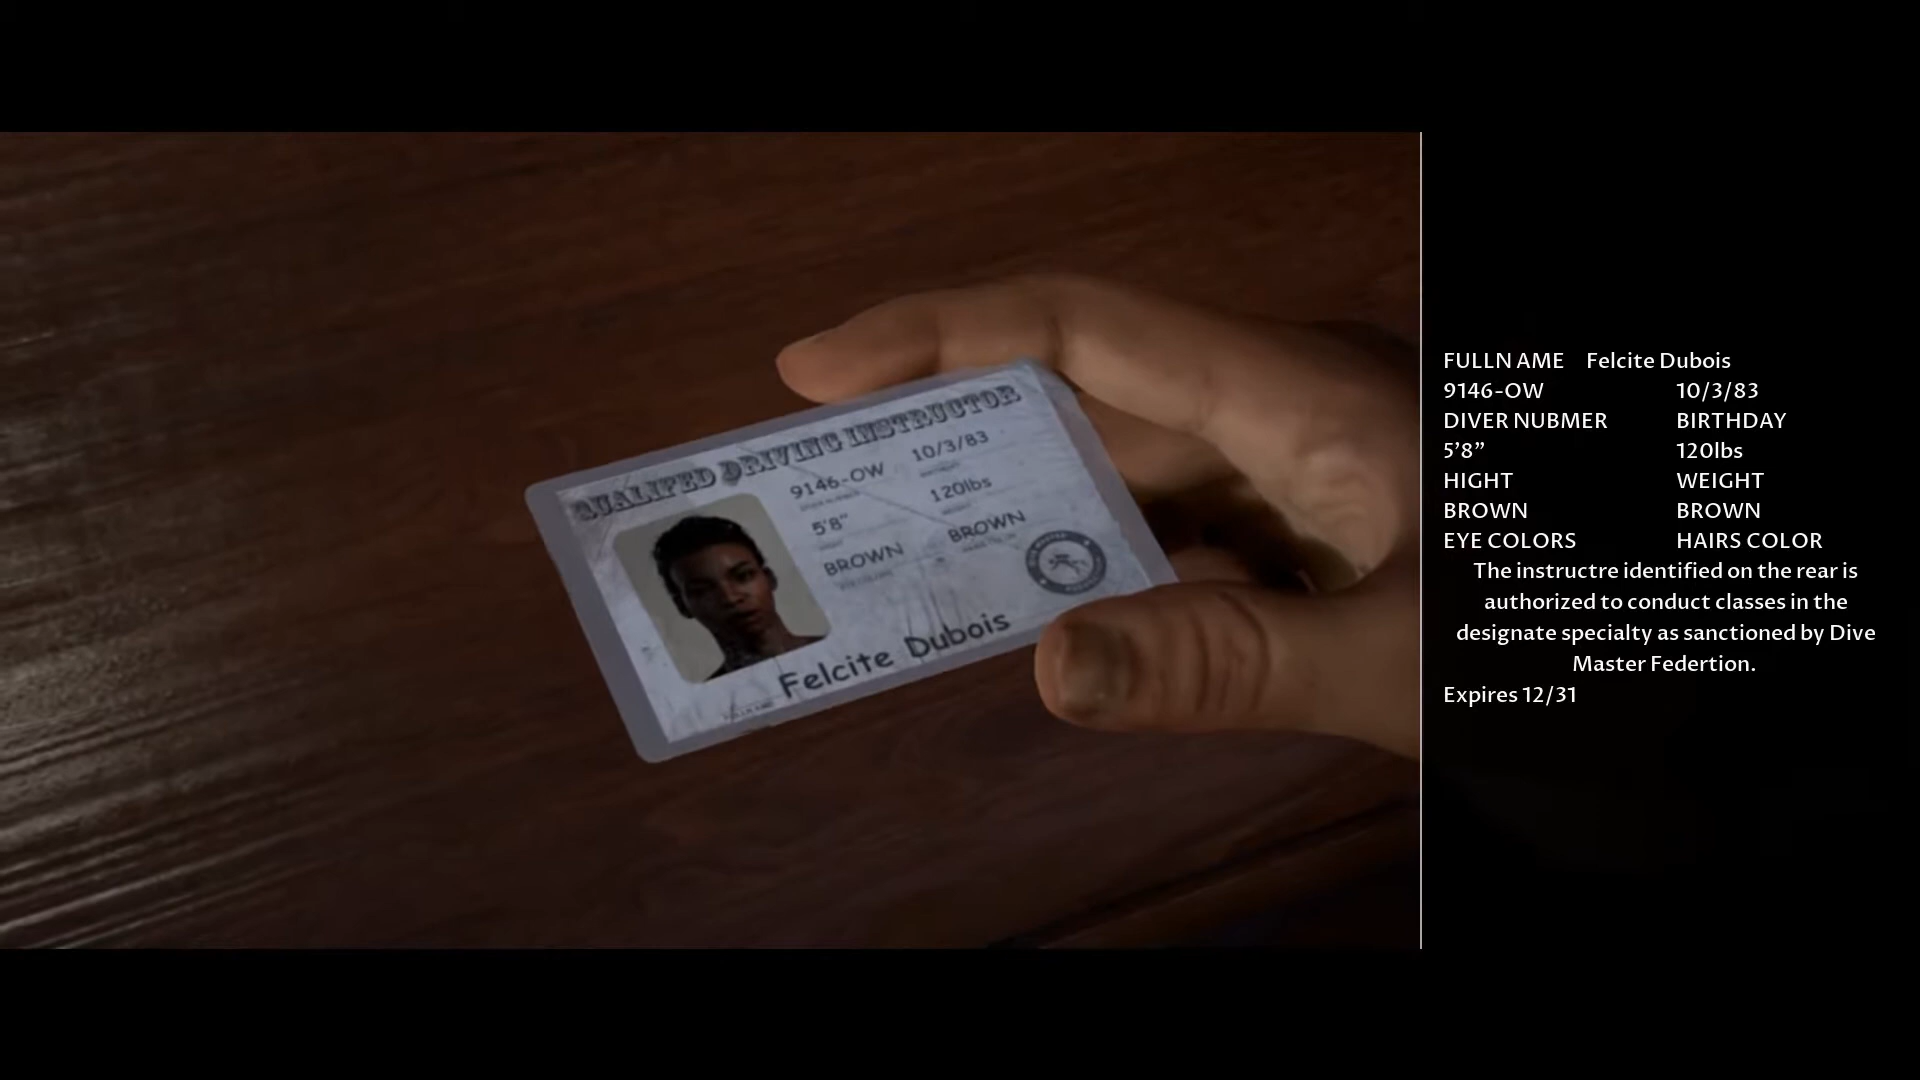 QUALIFED DRIVING INSTRUCTOR
9146-OW 10/3/83
5'8" 120lbs
BROWN BROWN
Felcite Dubois
FULLN AME Felcite Dubois
9146-OW 10/3/83
DIVER NUBMER BIRTHDAY
5’8” 120lbs
HIGHT WEIGHT
BROWN BROWN
EYE COLORS HAIRS COLOR
The instructre identified on the rear is
authorized to conduct classes in the
designate specialty as sanctioned by Dive
Master Federtion.
Expires 12/31